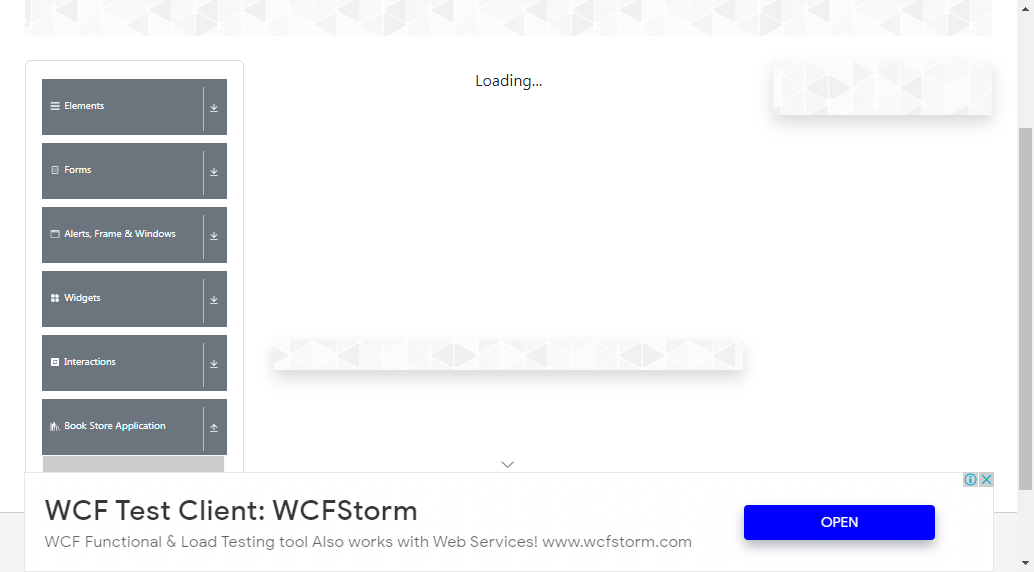 Loading...
Elements
Forms
Alerts, Frame & Windows
Widgets
Interactions
Book Store Application
WCF Test Client: WCFStorm
WCF Functional & Load Testing tool Also works with Web Services! www.wcfstorm.com
OPEN